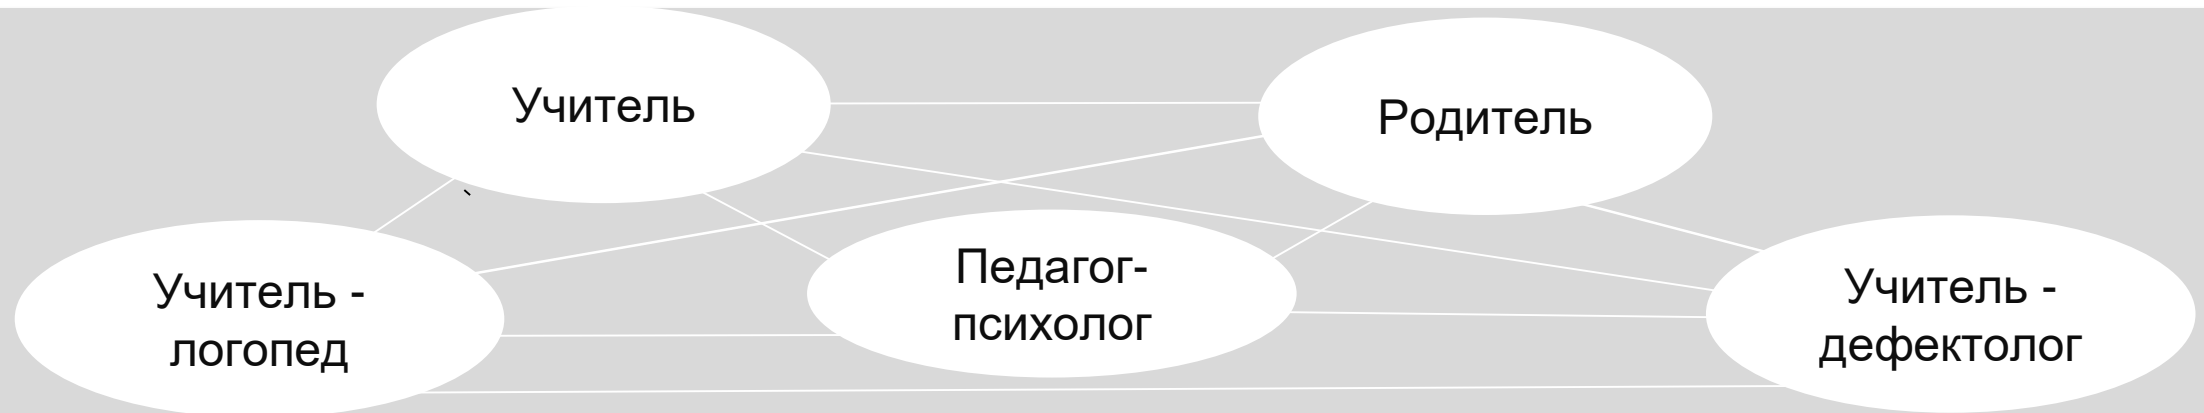 Учитель
Родитель
Учитель -
логопед
Педагог-
психолог
Учитель -
дефектолог